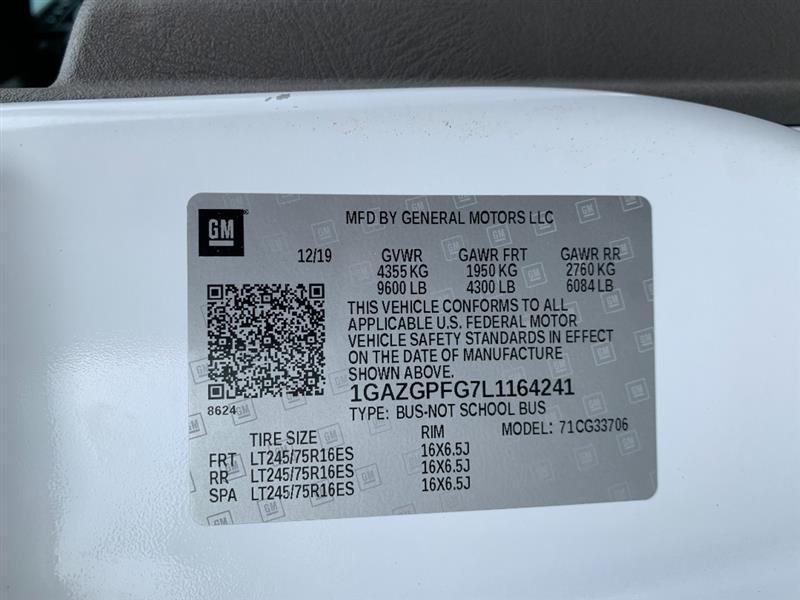 GM
MFD BY GENERAL MOTORS LLC
12/19 GVWR GAWR FRT GAWR RR
4355 KG 1950 KG 2760 KG
9600 LB 4300 LB 6084 LB
THIS VEHICLE CONFORMS TO ALL
APPLICABLE U.S. FEDERAL MOTOR
VEHICLE SAFETY STANDARDS IN EFFECT
ON THE DATE OF MANUFACTURE
SHOWN ABOVE.
1GAZGPFG7L1164241
8624
TYPE: BUS-NOT SCHOOL BUS
MODEL: 71CG33706
TIRE SIZE RIM
FRT LT245/75R16ES 16X6.5J
RR LT245/75R16ES 16X6.5J
SPA LT245/75R16ES 16X6.5J